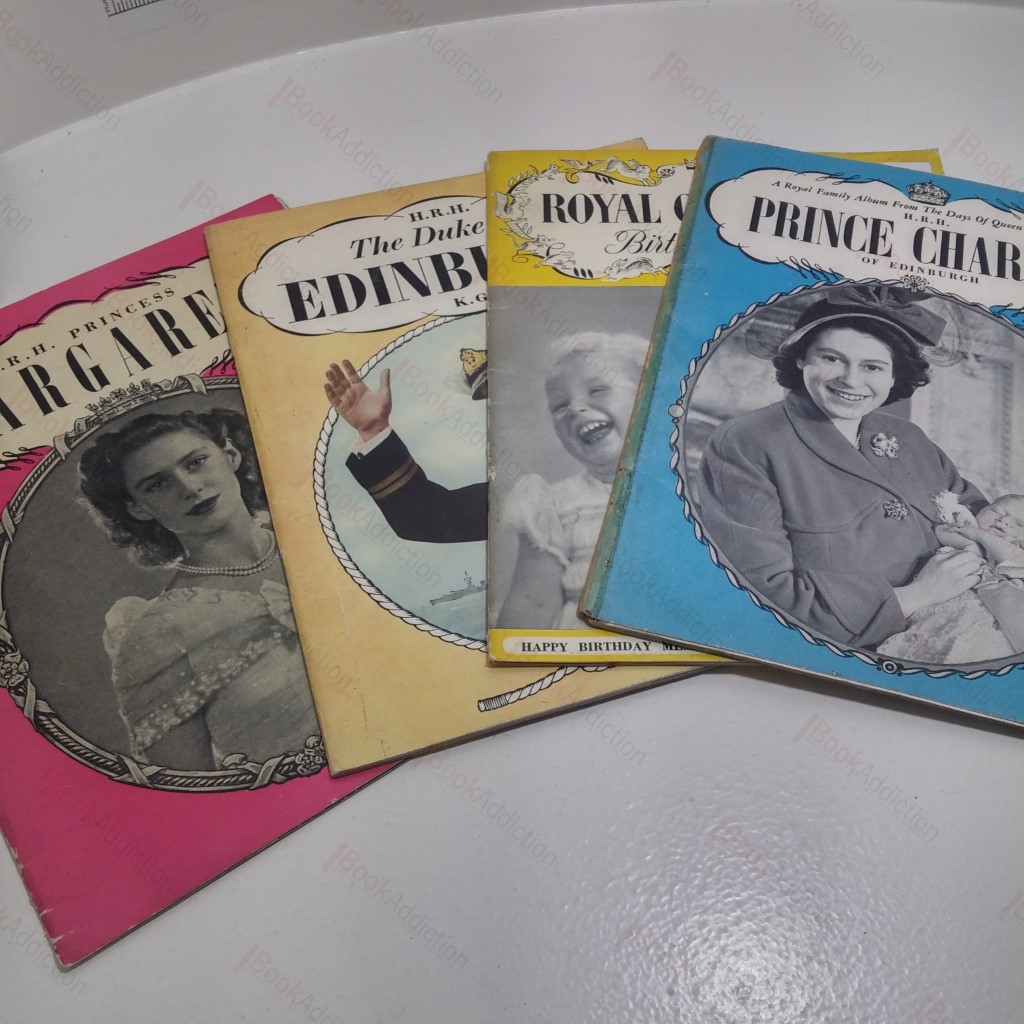 H.R.H. PRINCESS
ARGARE
H.R.H.
The Duke
EDINBU
K.G
ROYAL C
Birt
HAPPY BIRTHDAY ME
A Royal Family Album From The Days Of Queen
H.R.H.
PRINCE CHAR
OF EDINBURGH
BookAddiction